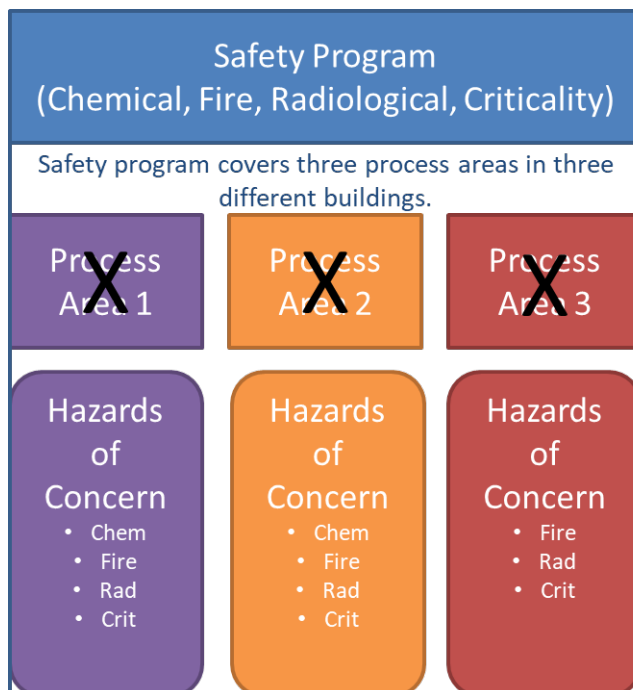 Safety Program
(Chemical, Fire, Radiological, Criticality)
Safety program covers three process areas in three
different buildings.
Process
Area 1
X
Process
Area 2
X
Process
Area 3
X
Hazards
of
Concern
• Chem
• Fire
• Rad
• Crit
Hazards
of
Concern
• Chem
• Fire
• Rad
• Crit
Hazards
of
Concern
• Fire
• Rad
• Crit